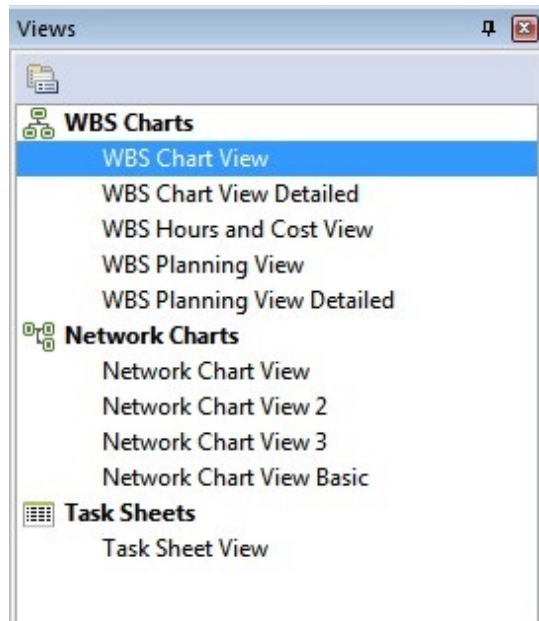 Views
WBS Charts
WBS Chart View
WBS Chart View Detailed
WBS Hours and Cost View
WBS Planning View
WBS Planning View Detailed
Network Charts
Network Chart View
Network Chart View 2
Network Chart View 3
Network Chart View Basic
Task Sheets
Task Sheet View